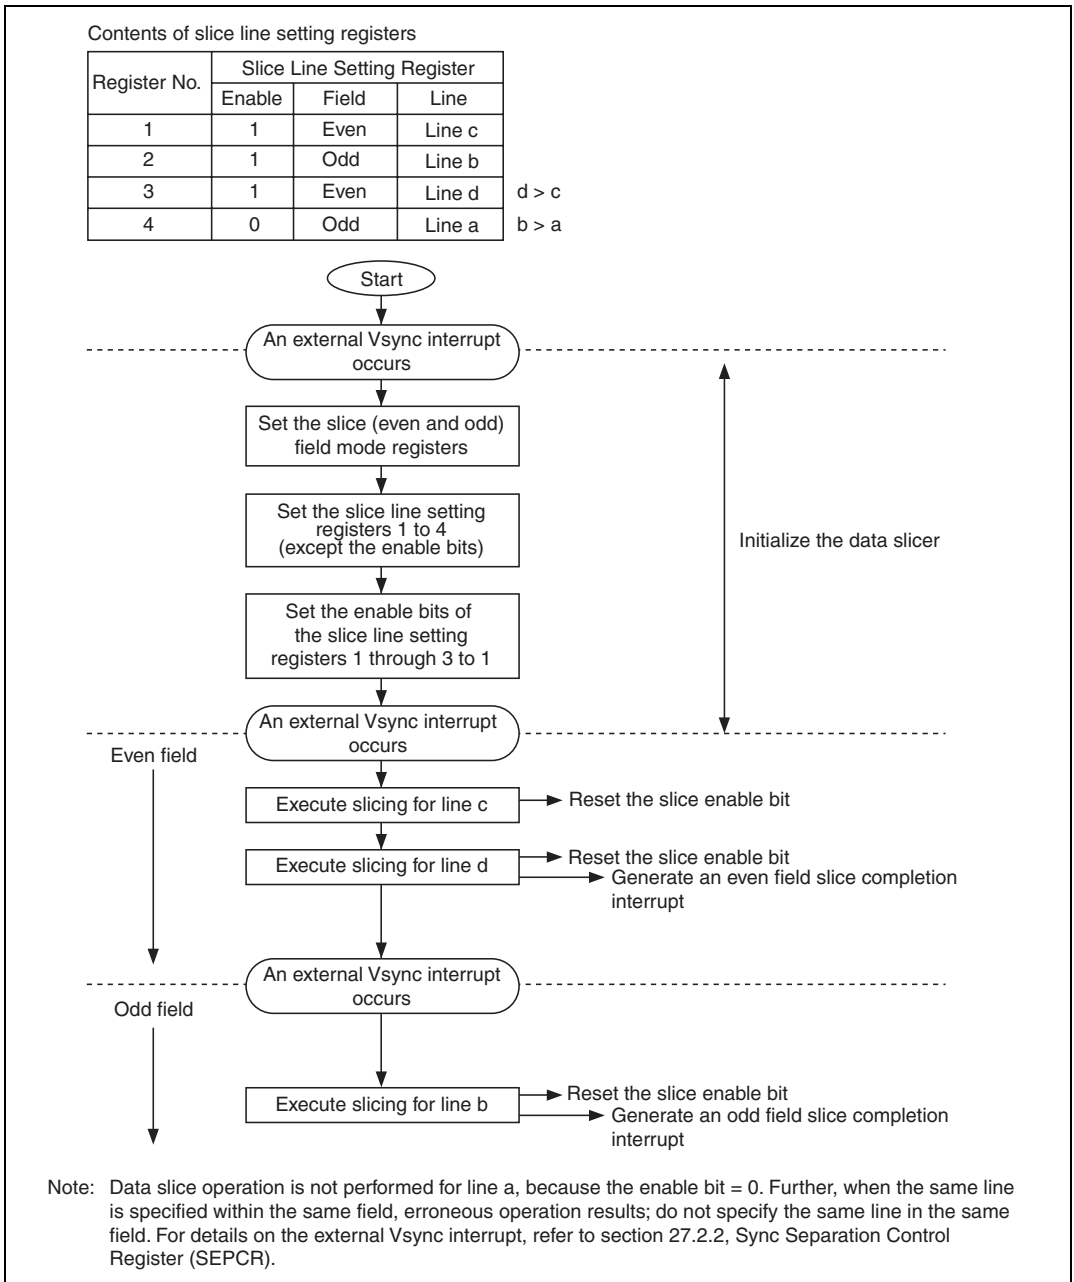 Contents of slice line setting registers
Register No.
Slice Line Setting Register
Enable
Field
Line
1
1
Even
Line c
2
1
Odd
Line b
3
1
Even
Line d
d > c
4
0
Odd
Line a
b > a
Start
An external Vsync interrupt
occurs
Set the slice (even and odd)
field mode registers
Set the slice line setting
registers 1 to 4
(except the enable bits)
Initialize the data slicer
Set the enable bits of
the slice line setting
registers 1 through 3 to 1
An external Vsync interrupt
occurs
Even field
Execute slicing for line c
Reset the slice enable bit
Execute slicing for line d
Reset the slice enable bit
Generate an even field slice completion
interrupt
An external Vsync interrupt
occurs
Odd field
Execute slicing for line b
Reset the slice enable bit
Generate an odd field slice completion
interrupt
Note: Data slice operation is not performed for line a, because the enable bit = 0. Further, when the same line
is specified within the same field, erroneous operation results; do not specify the same line in the same
field. For details on the external Vsync interrupt, refer to section 27.2.2, Sync Separation Control
Register (SEPCR).